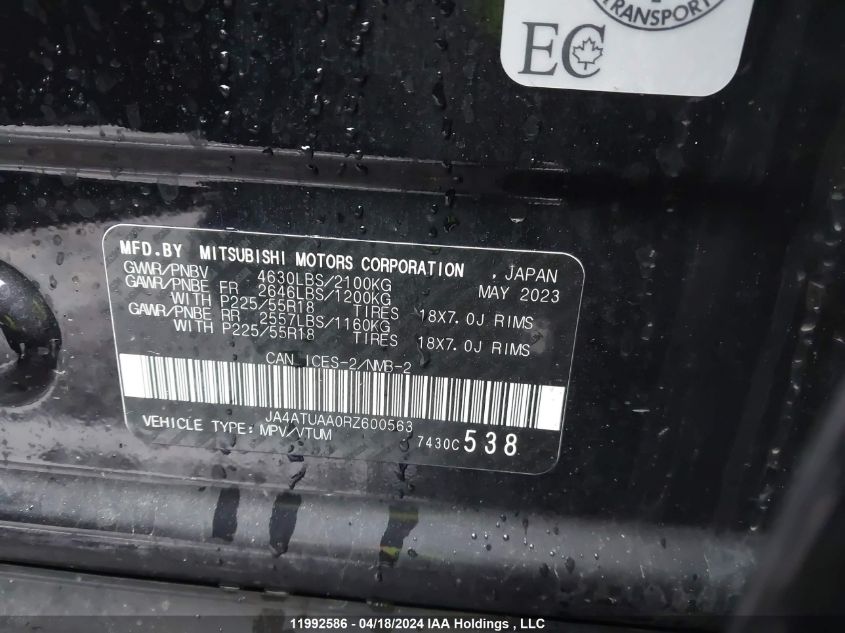 TRANSPORT
EC
MFD.BY MITSUBISHI MOTORS CORPORATION , JAPAN
GVWR/PNBV 4630LBS/2100KG MAY 2023
GAWR/PNBE FR 2646LBS/1200KG
WITH P225/55R18 TIRES 18X7.0J RIMS
GAWR/PNBE RR 2557LBS/1160KG
WITH P225/55R18 TIRES 18X7.0J RIMS
CAN ICES-2/NMB-2
JA4ATUAA0RZ600563
VEHICLE TYPE: MPV/VTUM 7430C 538
11992586 - 04/18/2024 IAA Holdings , LLC